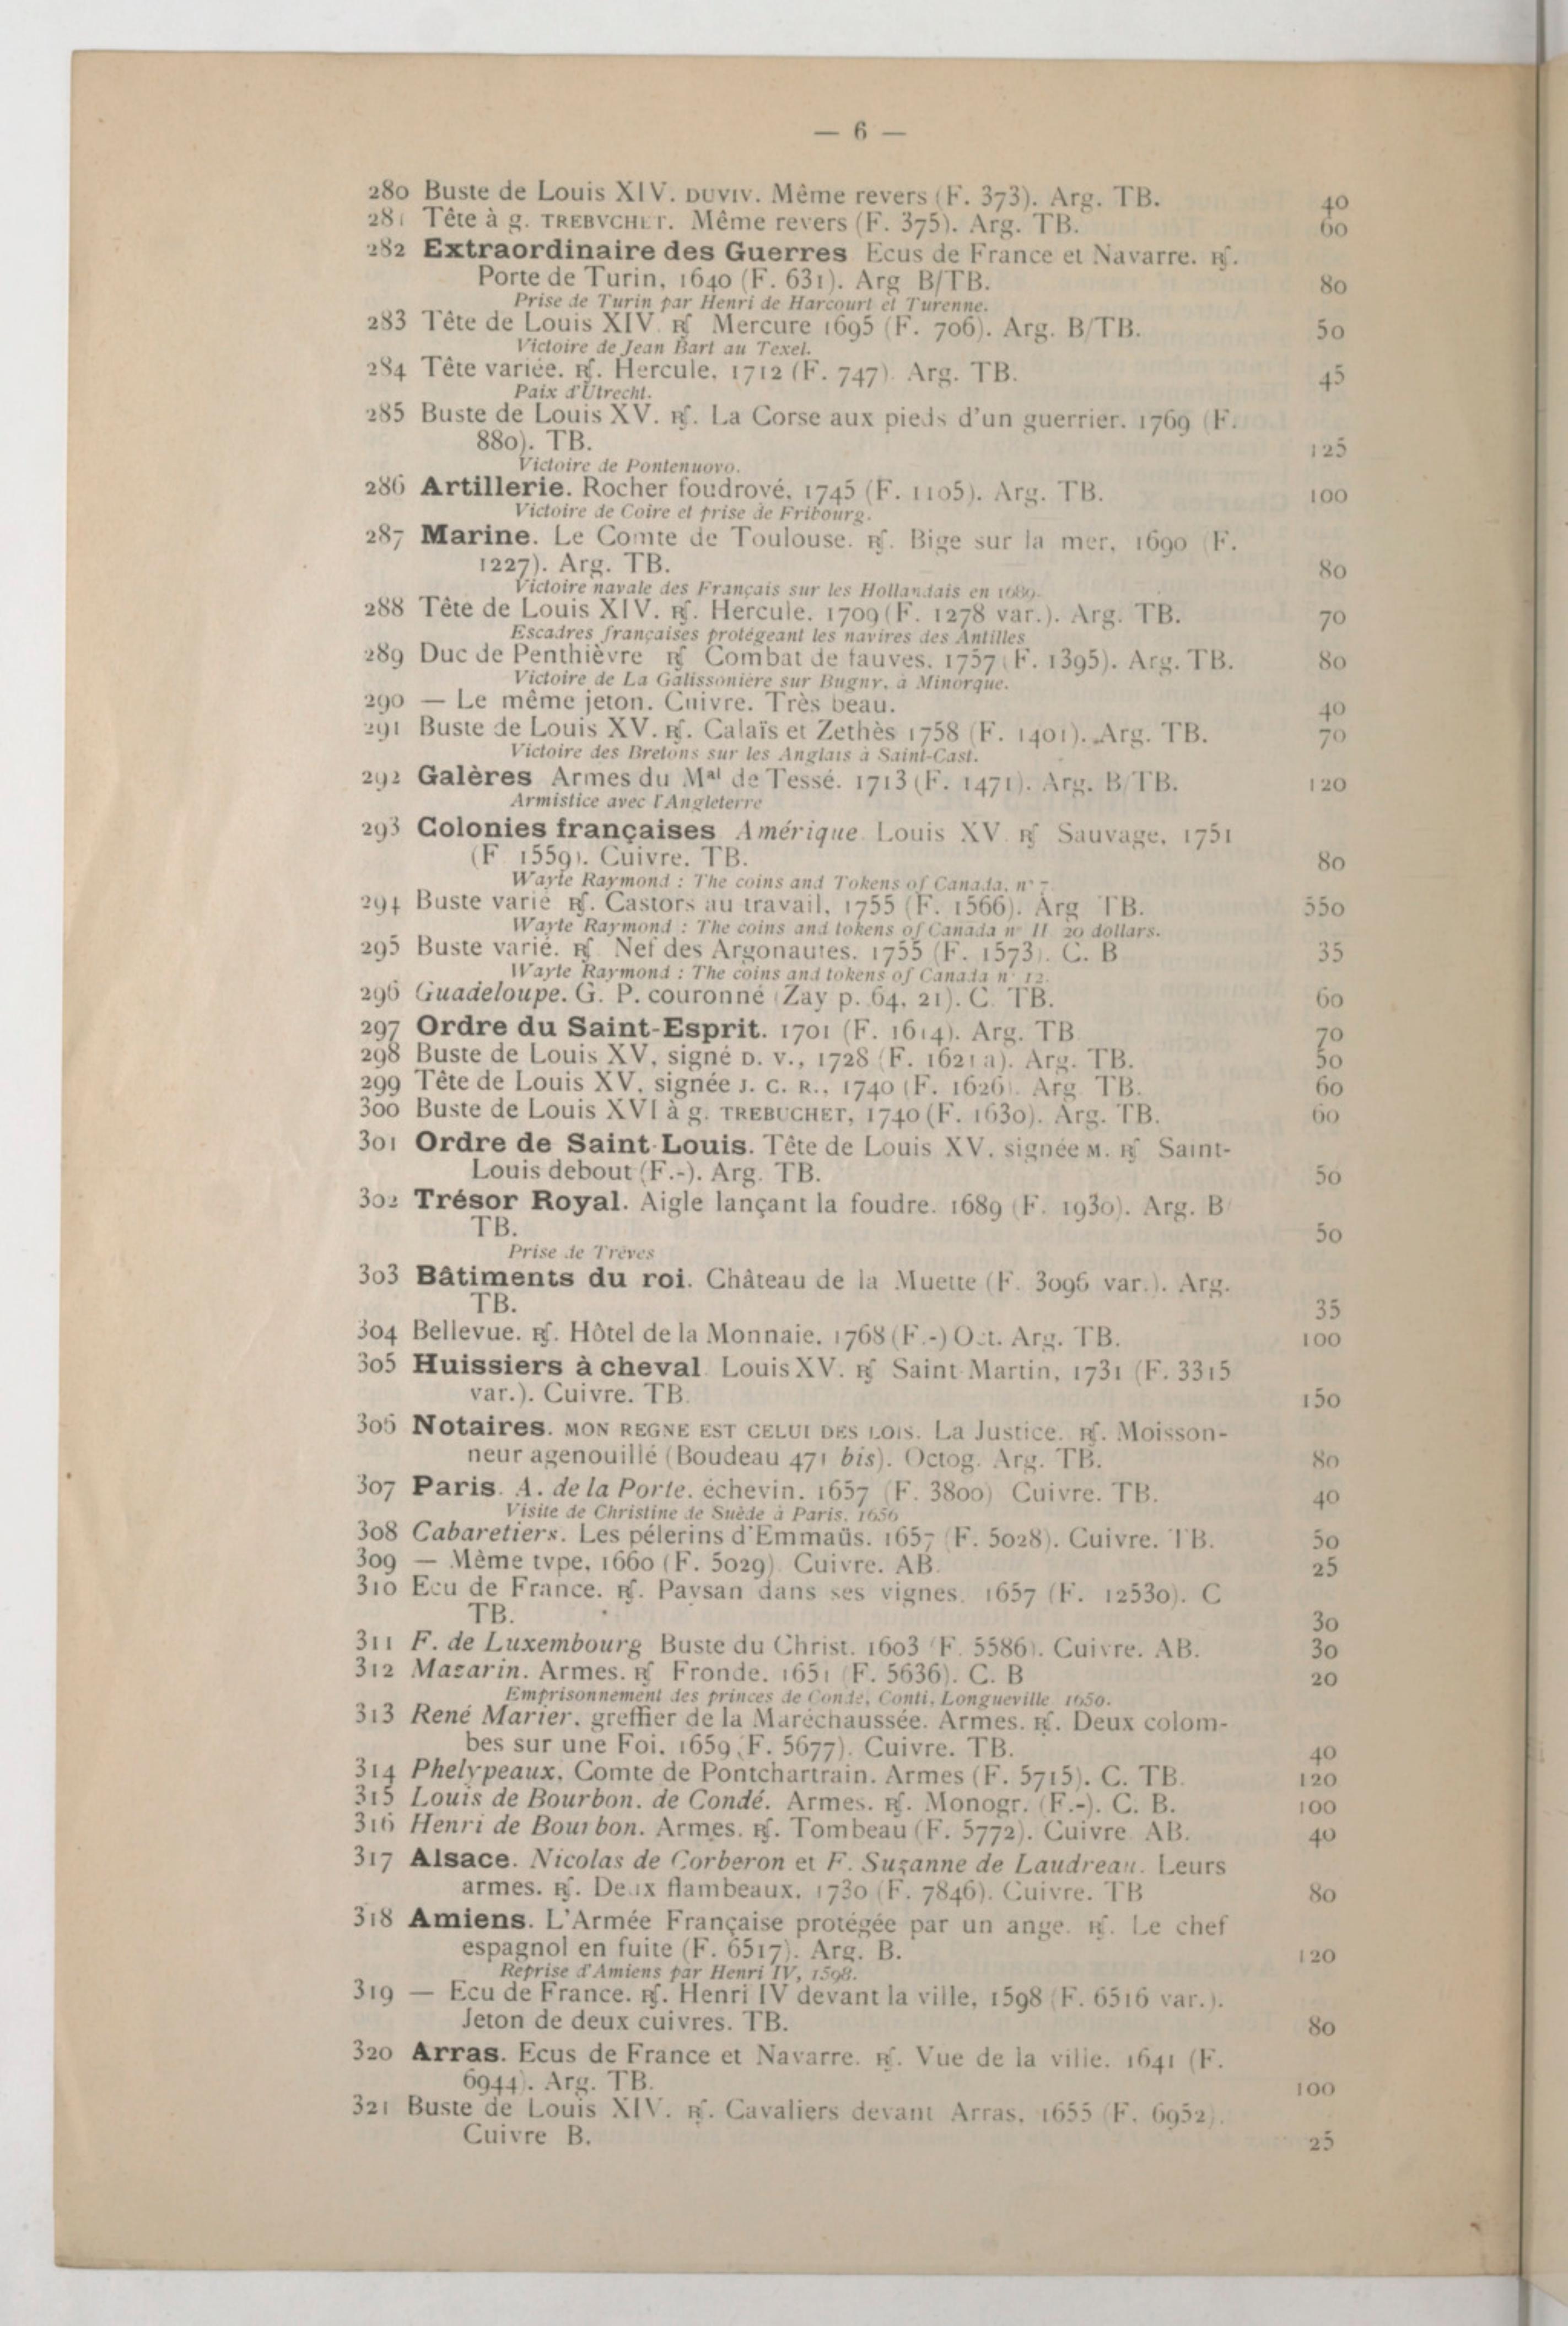 — 6 —
280 Buste de Louis XIV. DUVIV. Même revers (F. 373). Arg. TB. 40
281 Tête à g. TREBVCHET. Même revers (F. 375). Arg. TB. 60
282 Extraordinaire des Guerres Ecus de France et Navarre. ℟.
Porte de Turin, 1640 (F. 631). Arg B/TB. 80
Prise de Turin par Henri de Harcourt et Turenne.
283 Tête de Louis XIV. ℟ Mercure 1695 (F. 706). Arg. B/TB. 50
Victoire de Jean Bart au Texel.
284 Tête variée. ℟. Hercule, 1712 (F. 747). Arg. TB. 45
Paix d'Utrecht.
285 Buste de Louis XV. ℟. La Corse aux pieds d'un guerrier. 1769 (F.
880). TB. 125
Victoire de Pontenuovo.
286 Artillerie. Rocher foudroyé, 1745 (F. 1105). Arg. TB. 100
Victoire de Coire et prise de Fribourg.
287 Marine. Le Comte de Toulouse. ℟. Bige sur la mer, 1690 (F.
1227). Arg. TB. 80
Victoire navale des Français sur les Hollandais en 1689.
288 Tête de Louis XIV. ℟. Hercule. 1709 (F. 1278 var.). Arg. TB. 70
Escadres françaises protégeant les navires des Antilles
289 Duc de Penthièvre ℟ Combat de fauves. 1757 (F. 1395). Arg. TB. 80
Victoire de La Galissonière sur Bugny, à Minorque.
290 — Le même jeton. Cuivre. Très beau. 40
291 Buste de Louis XV. ℟. Calaïs et Zethès 1758 (F. 1401). Arg. TB. 70
Victoire des Bretons sur les Anglais à Saint-Cast.
292 Galères Armes du Mal de Tessé. 1713 (F. 1471). Arg. B/TB. 120
Armistice avec l'Angleterre
293 Colonies françaises Amérique. Louis XV. ℟ Sauvage, 1751
(F. 1559). Cuivre. TB. 80
Wayte Raymond : The coins and Tokens of Canada, n° 7.
294 Buste varié ℟. Castors au travail, 1755 (F. 1566). Arg TB. 550
Wayte Raymond : The coins and tokens of Canada n° II 20 dollars.
295 Buste varié. ℟ Nef des Argonautes. 1755 (F. 1573). C. B 35
Wayte Raymond : The coins and tokens of Canada n° 12.
296 Guadeloupe. G. P. couronné (Zay p. 64, 21). C. TB. 60
297 Ordre du Saint-Esprit. 1701 (F. 1614). Arg. TB 70
298 Buste de Louis XV, signé D. V., 1728 (F. 1621 a). Arg. TB. 50
299 Tête de Louis XV, signée J. C. R., 1740 (F. 1626). Arg. TB. 60
300 Buste de Louis XVI à g. TREBUCHET, 1740 (F. 1630). Arg. TB. 60
301 Ordre de Saint-Louis. Tête de Louis XV, signée M. ℟ Saint-
Louis debout (F.-). Arg. TB. 50
302 Trésor Royal. Aigle lançant la foudre. 1689 (F. 1930). Arg. B/
TB. 50
Prise de Trèves
303 Bâtiments du roi. Château de la Muette (F. 3096 var.). Arg.
TB. 35
304 Bellevue. ℟. Hôtel de la Monnaie, 1768 (F.-) Oct. Arg. TB. 100
305 Huissiers à cheval Louis XV. ℟ Saint-Martin, 1731 (F. 3315
var.). Cuivre. TB. 150
306 Notaires. MON REGNE EST CELUI DES LOIS. La Justice. ℟. Moisson-
neur agenouillé (Boudeau 471 bis). Octog. Arg. TB. 80
307 Paris. A. de la Porte, échevin. 1657 (F. 3800) Cuivre. TB. 40
Visite de Christine de Suède à Paris, 1656
308 Cabaretiers. Les pélerins d'Emmaüs. 1657 (F. 5028). Cuivre. TB. 50
309 — Même type, 1660 (F. 5029). Cuivre. AB. 25
310 Ecu de France. ℟. Paysan dans ses vignes. 1657 (F. 12530). C
TB. 30
311 F. de Luxembourg Buste du Christ. 1603 (F. 5586). Cuivre. AB. 30
312 Mazarin. Armes. ℟ Fronde. 1651 (F. 5636). C. B 20
Emprisonnement des princes de Condé, Conti, Longueville 1650.
313 René Marier, greffier de la Maréchaussée. Armes. ℟. Deux colom-
bes sur une Foi. 1659 (F. 5677). Cuivre. TB. 40
314 Phelypeaux, Comte de Pontchartrain. Armes (F. 5715). C. TB. 120
315 Louis de Bourbon. de Condé. Armes. ℟. Monogr. (F.-). C. B. 100
316 Henri de Bourbon. Armes. ℟. Tombeau (F. 5772). Cuivre AB. 40
317 Alsace. Nicolas de Corberon et F. Suzanne de Laudreau. Leurs
armes. ℟. Deux flambeaux. 1730 (F. 7846). Cuivre. TB 80
318 Amiens. L'Armée Française protégée par un ange. ℟. Le chef
espagnol en fuite (F. 6517). Arg. B. 120
Reprise d'Amiens par Henri IV, 1598.
319 — Ecu de France. ℟. Henri IV devant la ville, 1598 (F. 6516 var.).
Jeton de deux cuivres. TB. 80
320 Arras. Ecus de France et Navarre. ℟. Vue de la ville. 1641 (F.
6944). Arg. TB. 100
321 Buste de Louis XIV. ℟. Cavaliers devant Arras, 1655 (F. 6952).
Cuivre B. 25